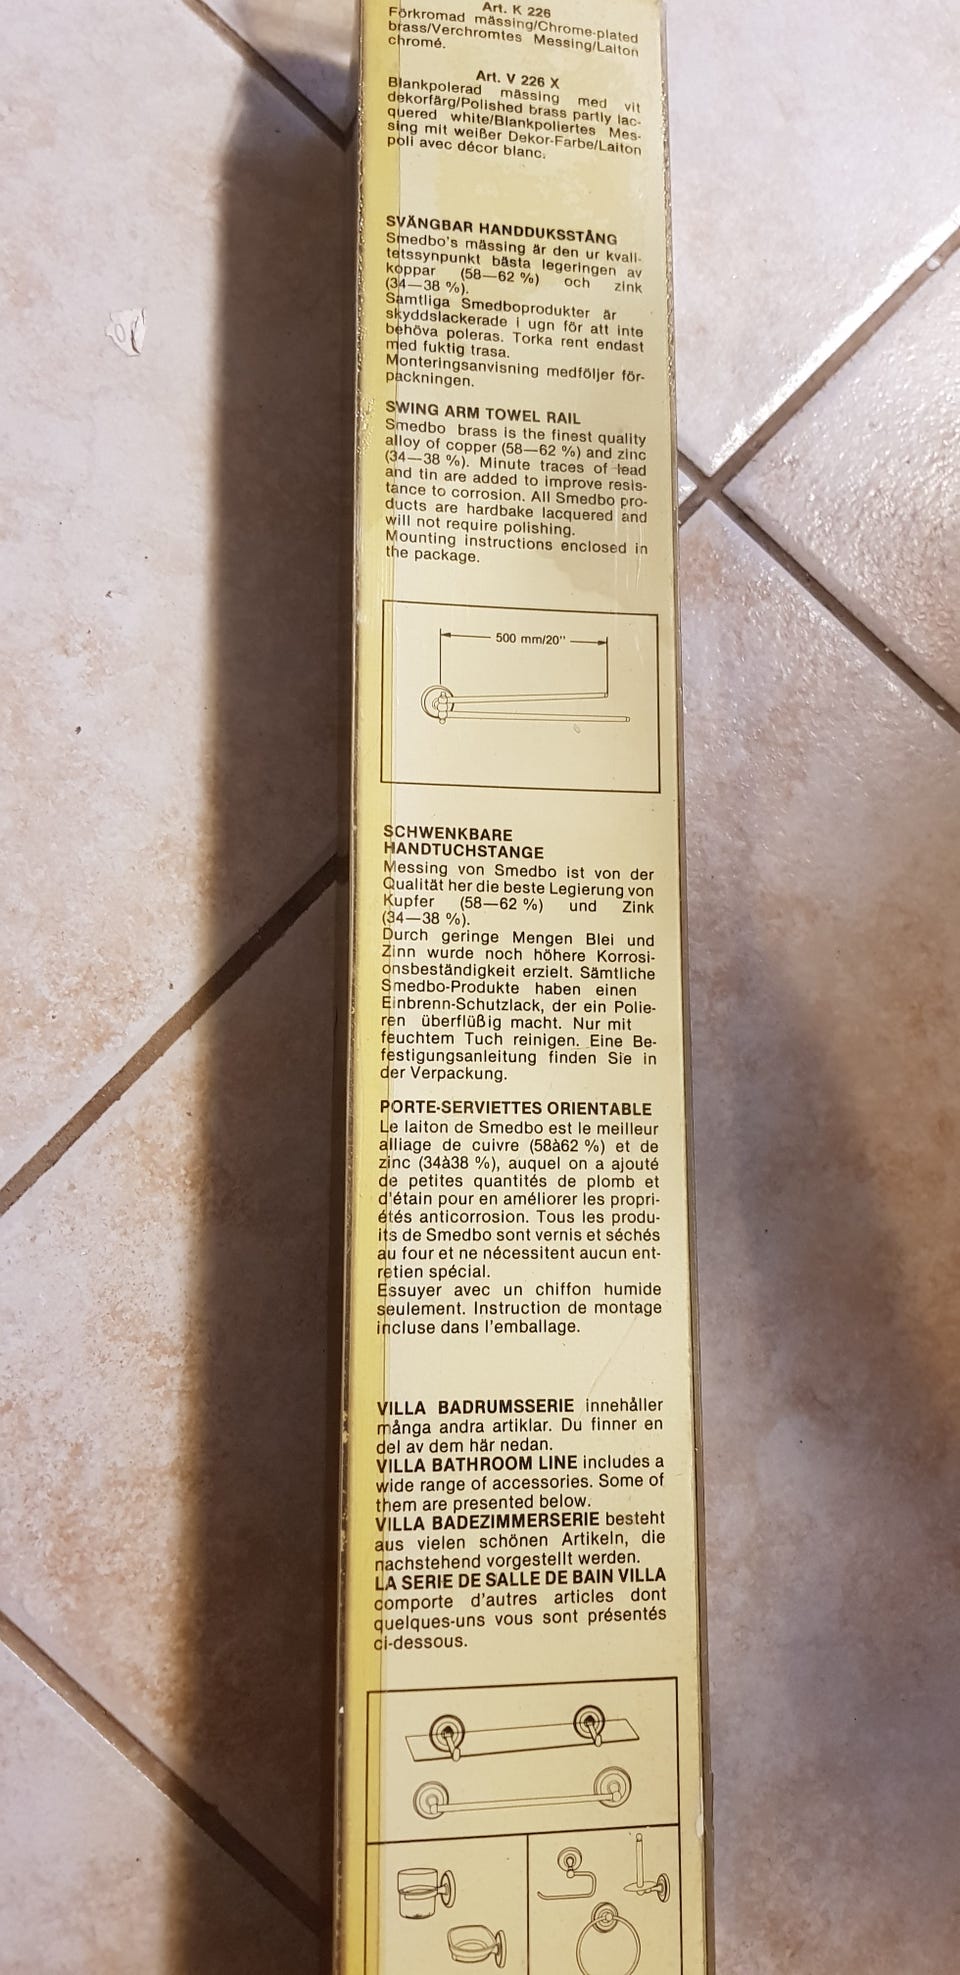 Art. K 226
Förkromad mässing/Chrome-plated
brass/Verchromtes Messing/Laiton
chromé.
Art. V 226 X
Blankpolerad mässing med vit
dekorfärg/Polished brass partly lac-
quered white/Blankpoliertes Mes-
sing mit weißer Dekor-Farbe/Laiton
poli avec décor blanc.
SVÄNGBAR HANDDUKSSTÅNG
Smedbo's mässing är den ur kvali-
tetssynpunkt bästa legeringen av
koppar (58—62 %) och zink
(34—38 %).
Samtliga Smedboprodukter är
skyddslackerade i ugn för att inte
behöva poleras. Torka rent endast
med fuktig trasa.
Monteringsanvisning medföljer för-
packningen.
SWING ARM TOWEL RAIL
Smedbo brass is the finest quality
alloy of copper (58—62 %) and zinc
(34—38 %). Minute traces of lead
and tin are added to improve resis-
tance to corrosion. All Smedbo pro-
ducts are hardbake lacquered and
will not require polishing.
Mounting instructions enclosed in
the package.
500 mm/20''
SCHWENKBARE
HANDTUCHSTANGE
Messing von Smedbo ist von der
Qualität her die beste Legierung von
Kupfer (58—62 %) und Zink
(34—38 %).
Durch geringe Mengen Blei und
Zinn wurde noch höhere Korrosi-
onsbeständigkeit erzielt. Sämtliche
Smedbo-Produkte haben einen
Einbrenn-Schutzlack, der ein Polie-
ren überflüßig macht. Nur mit
feuchtem Tuch reinigen. Eine Be-
festigungsanleitung finden Sie in
der Verpackung.
PORTE-SERVIETTES ORIENTABLE
Le laiton de Smedbo est le meilleur
alliage de cuivre (58à62 %) et de
zinc (34à38 %), auquel on a ajouté
de petites quantités de plomb et
d'étain pour en améliorer les propri-
étés anticorrosion. Tous les produ-
its de Smedbo sont vernis et séchés
au four et ne nécessitent aucun ent-
retien spécial.
Essuyer avec un chiffon humide
seulement. Instruction de montage
incluse dans l'emballage.
VILLA BADRUMSSERIE innehåller
många andra artiklar. Du finner en
del av dem här nedan.
VILLA BATHROOM LINE includes a
wide range of accessories. Some of
them are presented below.
VILLA BADEZIMMERSERIE besteht
aus vielen schönen Artikeln, die
nachstehend vorgestellt werden.
LA SERIE DE SALLE DE BAIN VILLA
comporte d'autres articles dont
quelques-uns vous sont présentés
ci-dessous.